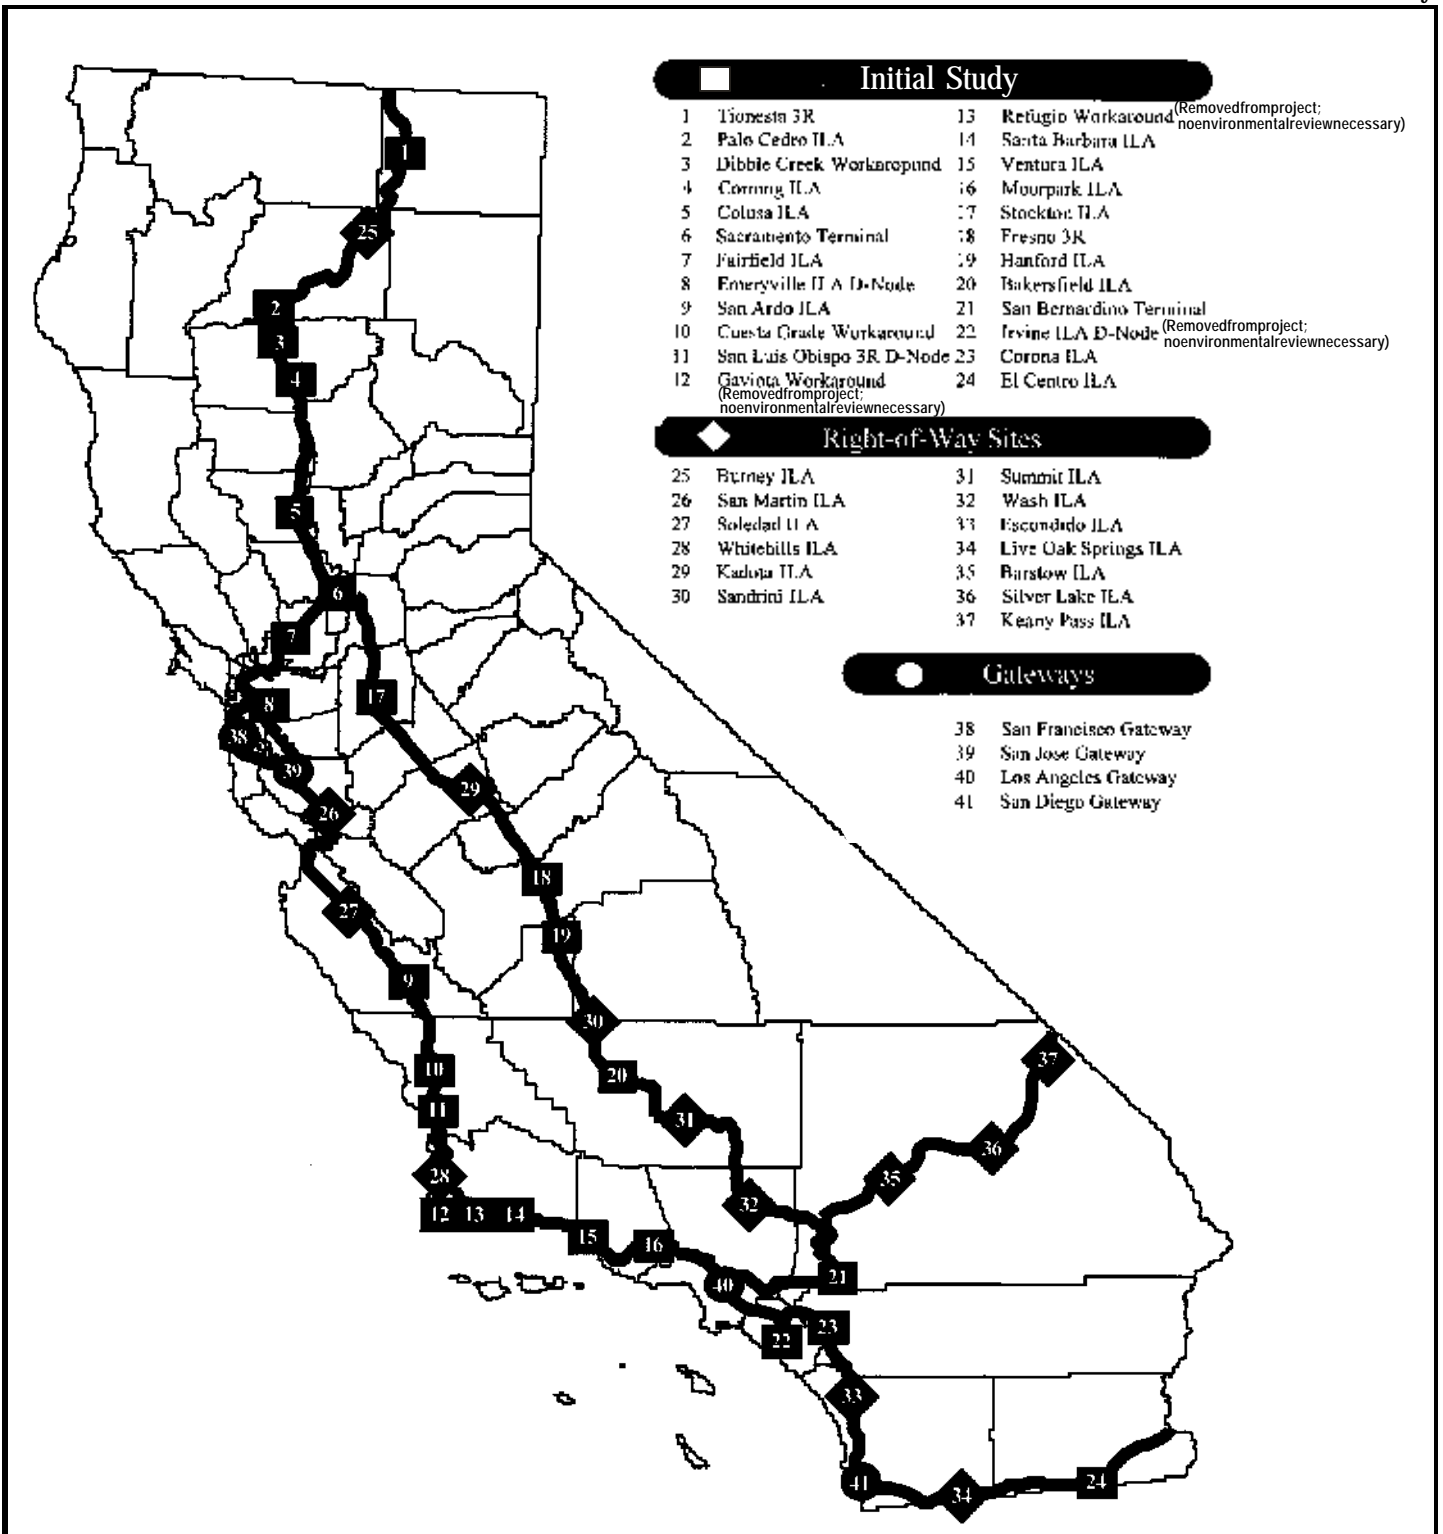 Initial Study
1 Tionesta 3R
2 Palo Cedro ILA
3 Dibble Creek Workaropund
4 Corning ILA
5 Colusa ILA
6 Sacramento Terminal
7 Fairfield ILA
8 Emeryville ILA D-Node
9 San Ardo ILA
10 Cuesta Grade Workaround
11 San Luis Obispo 3R D-Node
12 Gaviota Workaround
(Removedfromproject;
noenvironmentalreviewnecessary)
13 Refugio Workaround (Removedfromproject;
noenvironmentalreviewnecessary)
14 Santa Barbara ILA
15 Ventura ILA
16 Moorpark ILA
17 Stockton ILA
18 Fresno 3R
19 Hanford ILA
20 Bakersfield ILA
21 San Bernardino Terminal
22 Irvine ILA D-Node (Removedfromproject;
noenvironmentalreviewnecessary)
23 Corona ILA
24 El Centro ILA
Right-of-Way Sites
25 Burney ILA
26 San Martin ILA
27 Soledad ILA
28 Whitehills ILA
29 Kadota ILA
30 Sandrini ILA
31 Summit ILA
32 Wash ILA
33 Escondido ILA
34 Live Oak Springs ILA
35 Barstow ILA
36 Silver Lake ILA
37 Keany Pass ILA
Gateways
38 San Francisco Gateway
39 San Jose Gateway
40 Los Angeles Gateway
41 San Diego Gateway
1
25
2
3
4
5
6
7
8
17
38
39
29
26
18
27
19
9
30
10
20
37
11
31
36
28
35
32
12 13 14
15
16
21
40
23
22
33
41
34
24